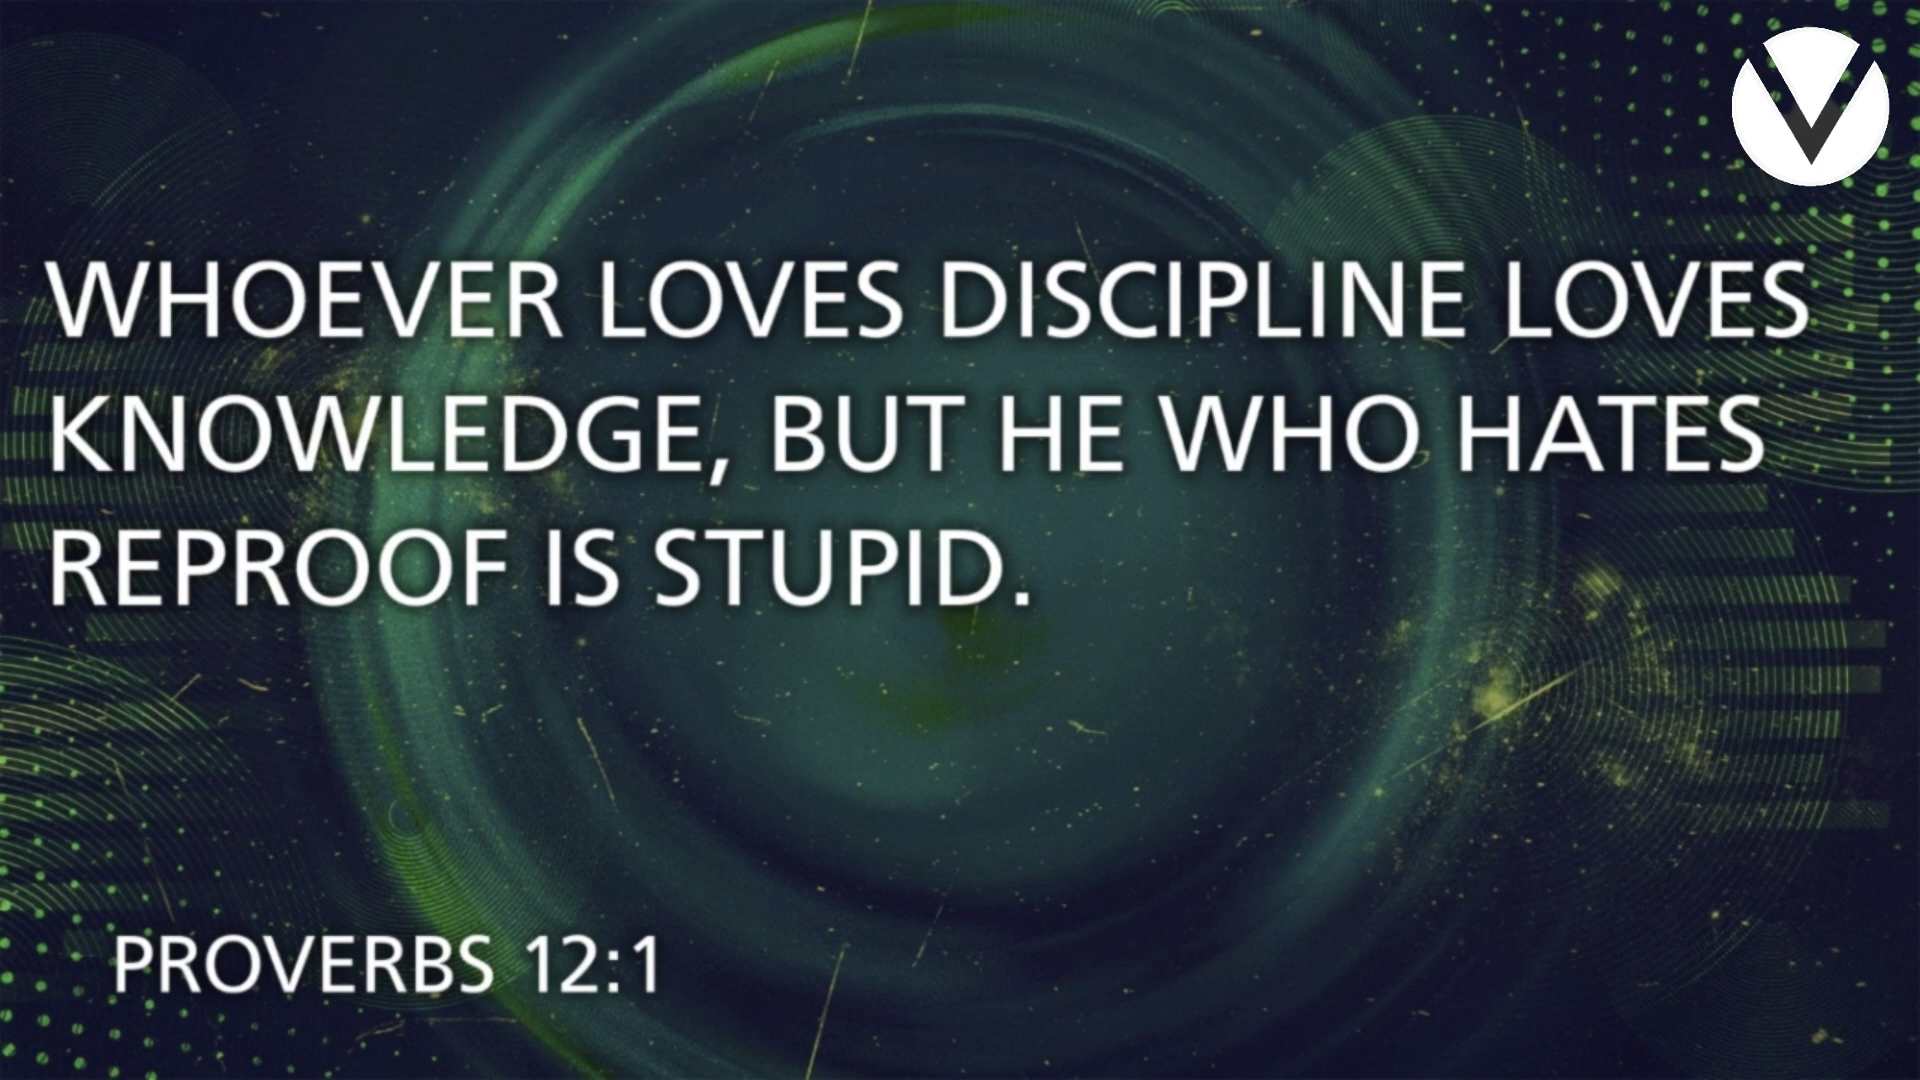 WHOEVER LOVES DISCIPLINE LOVES
KNOWLEDGE, BUT HE WHO HATES
REPROOF IS STUPID.
PROVERBS 12:1